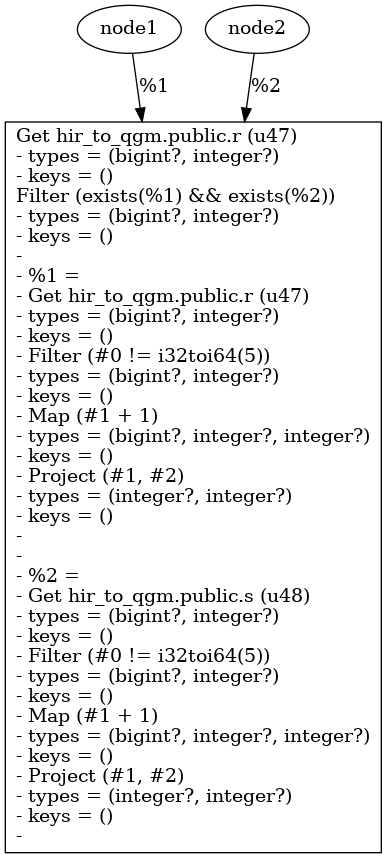 node1
node2
%1
%2
Get hir_to_qgm.public.r (u47)
- types = (bigint?, integer?)
- keys = ()
Filter (exists(%1) && exists(%2))
- types = (bigint?, integer?)
- keys = ()
-
- %1 =
- Get hir_to_qgm.public.r (u47)
- types = (bigint?, integer?)
- keys = ()
- Filter (#0 != i32toi64(5))
- types = (bigint?, integer?)
- keys = ()
- Map (#1 + 1)
- types = (bigint?, integer?, integer?)
- keys = ()
- Project (#1, #2)
- types = (integer?, integer?)
- keys = ()
-
-
- %2 =
- Get hir_to_qgm.public.s (u48)
- types = (bigint?, integer?)
- keys = ()
- Filter (#0 != i32toi64(5))
- types = (bigint?, integer?)
- keys = ()
- Map (#1 + 1)
- types = (bigint?, integer?, integer?)
- keys = ()
- Project (#1, #2)
- types = (integer?, integer?)
- keys = ()
-